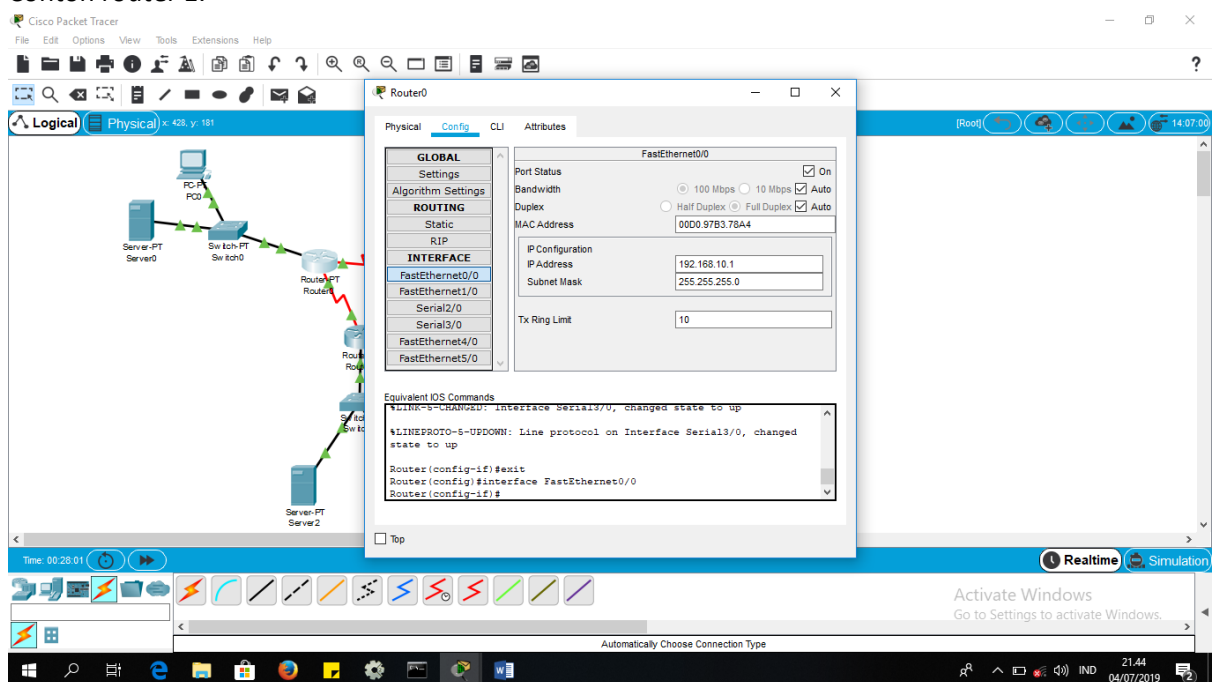 Contoh router 1:
Cisco Packet Tracer
File Edit Options View Tools Extensions Help
Logical Physical x: 428, y: 181
[Root] 14:07:00
PC-PT
PC0
Server-PT
Server0
Switch-PT
Switch0
Router-PT
Router0
Server-PT
Server2
Router0
Physical Config CLI Attributes
GLOBAL
Settings
Algorithm Settings
ROUTING
Static
RIP
INTERFACE
FastEthernet0/0
FastEthernet1/0
Serial2/0
Serial3/0
FastEthernet4/0
FastEthernet5/0
FastEthernet0/0
Port Status On
Bandwidth 100 Mbps 10 Mbps Auto
Duplex Half Duplex Full Duplex Auto
MAC Address 00D0.97B3.78A4
IP Configuration
IP Address 192.168.10.1
Subnet Mask 255.255.255.0
Tx Ring Limit 10
Equivalent IOS Commands
%LINK-5-CHANGED: Interface Serial3/0, changed state to up
%LINEPROTO-5-UPDOWN: Line protocol on Interface Serial3/0, changed
state to up
Router(config-if)#exit
Router(config)#interface FastEthernet0/0
Router(config-if)#
Top
Time: 00:28:01
Realtime Simulation
Activate Windows
Go to Settings to activate Windows.
Automatically Choose Connection Type
IND
21.44
04/07/2019
2